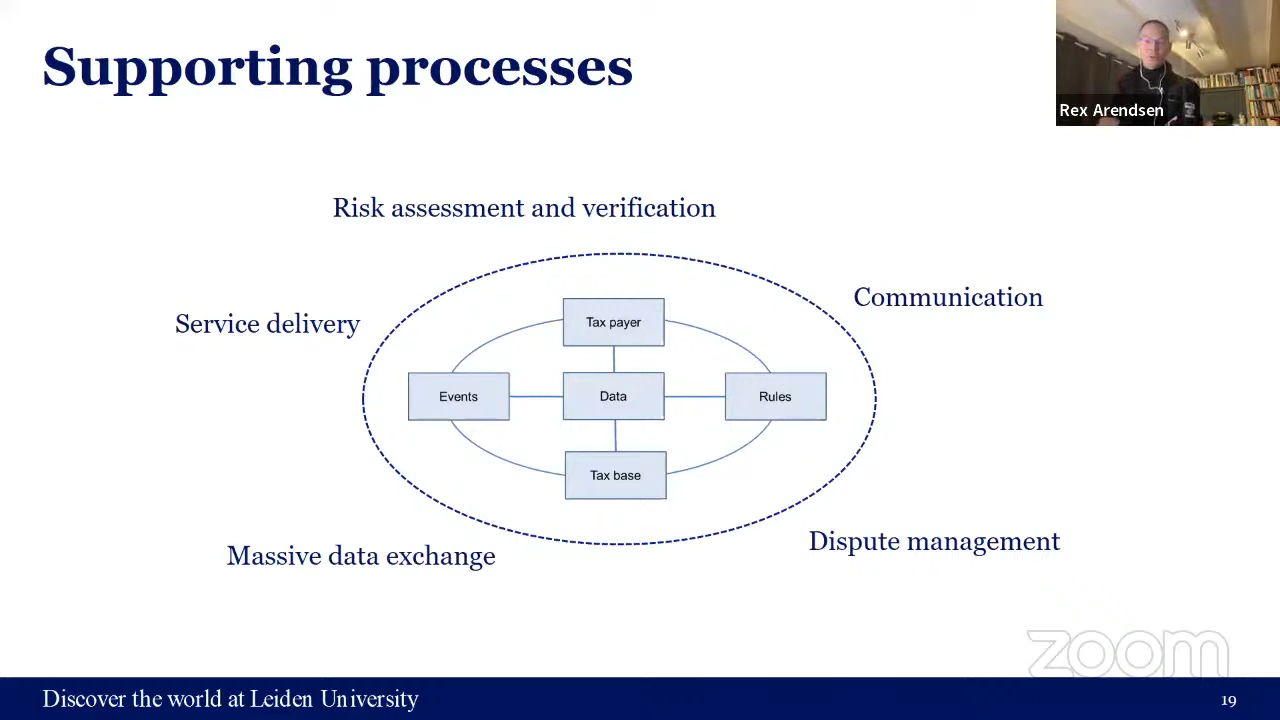 Supporting processes
Rex Arendsen
Risk assessment and verification
Communication
Service delivery
Tax payer
Events
Data
Rules
Tax base
Massive data exchange
Dispute management
zoom
Discover the world at Leiden University
19